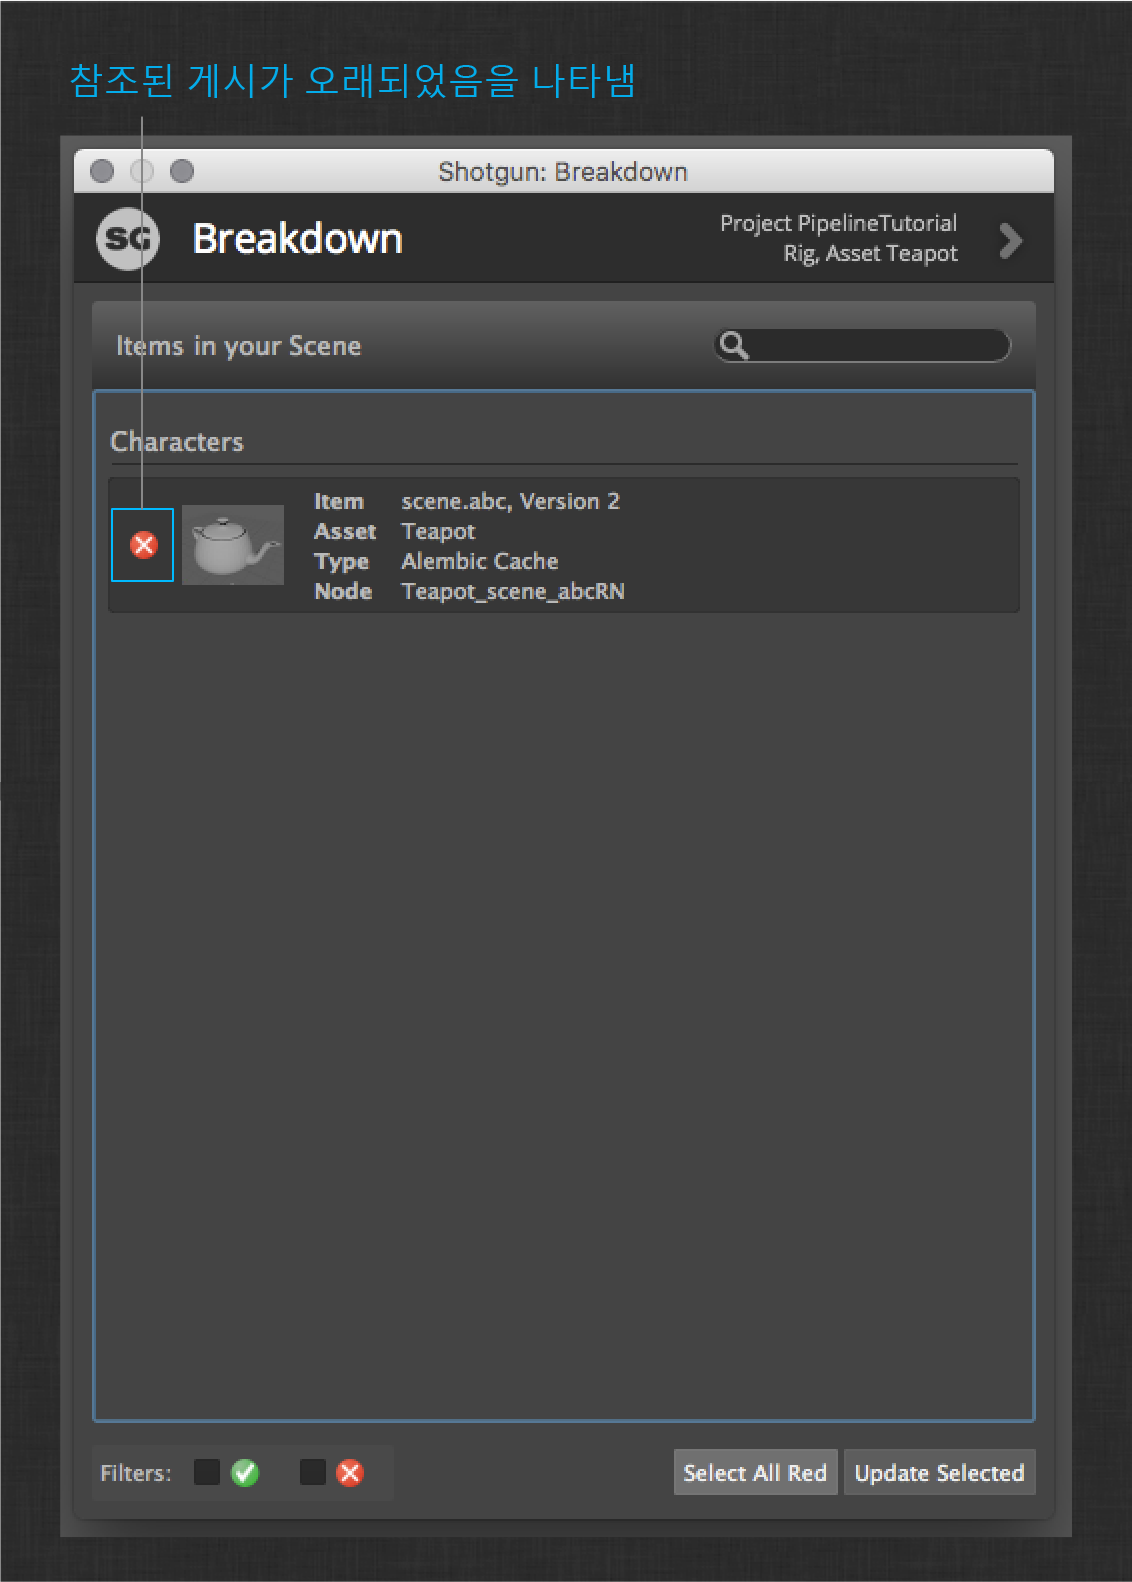 참조된 게시가 오래되었음을 나타냄
Shotgun: Breakdown
SG
Breakdown
Project PipelineTutorial
Rig, Asset Teapot
Items in your Scene
Characters
Item scene.abc, Version 2
Asset Teapot
Type Alembic Cache
Node Teapot_scene_abcRN
Filters:
Select All Red
Update Selected